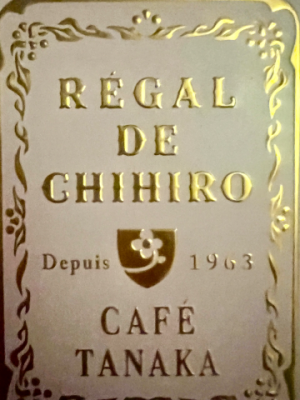 RÉGAL
DE
CHIHIRO
Depuis 1963
CAFÉ
TANAKA